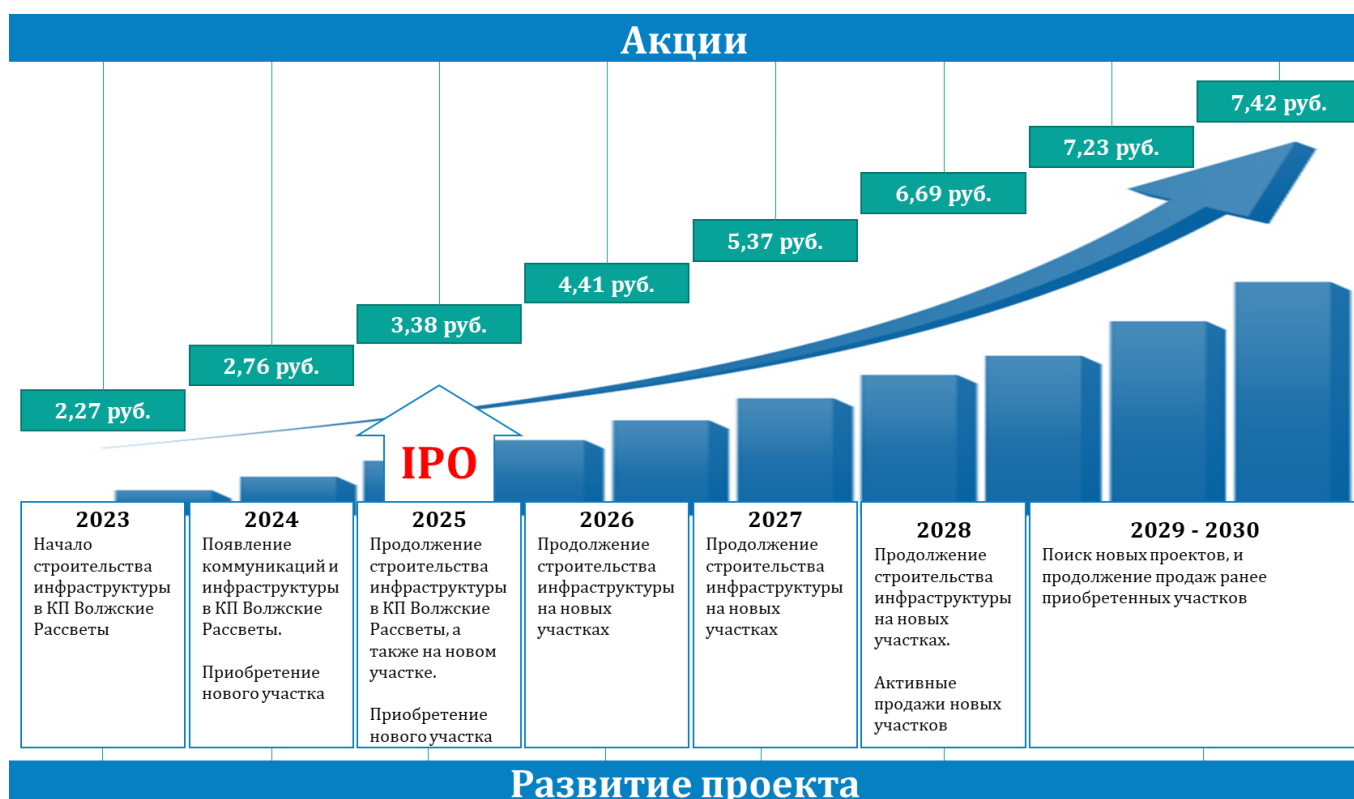 Акции
7,42 руб.
7,23 руб.
6,69 руб.
5,37 руб.
4,41 руб.
3,38 руб.
2,76 руб.
2,27 руб.
IPO
2023
Начало
строительства
инфраструктуры
в КП Волжские
Рассветы
2024
Появление
коммуникаций и
инфраструктуры
в КП Волжские
Рассветы.
Приобретение
нового участка
2025
Продолжение
строительства
инфраструктуры
в КП Волжские
Рассветы, а
также на новом
участке.
Приобретение
нового участка
2026
Продолжение
строительства
инфраструктуры
на новых
участках
2027
Продолжение
строительства
инфраструктуры
на новых
участках
2028
Продолжение
строительства
инфраструктуры
на новых
участках.
Активные
продажи новых
участков
2029 - 2030
Поиск новых проектов, и
продолжение продаж ранее
приобретенных участков
Развитие проекта